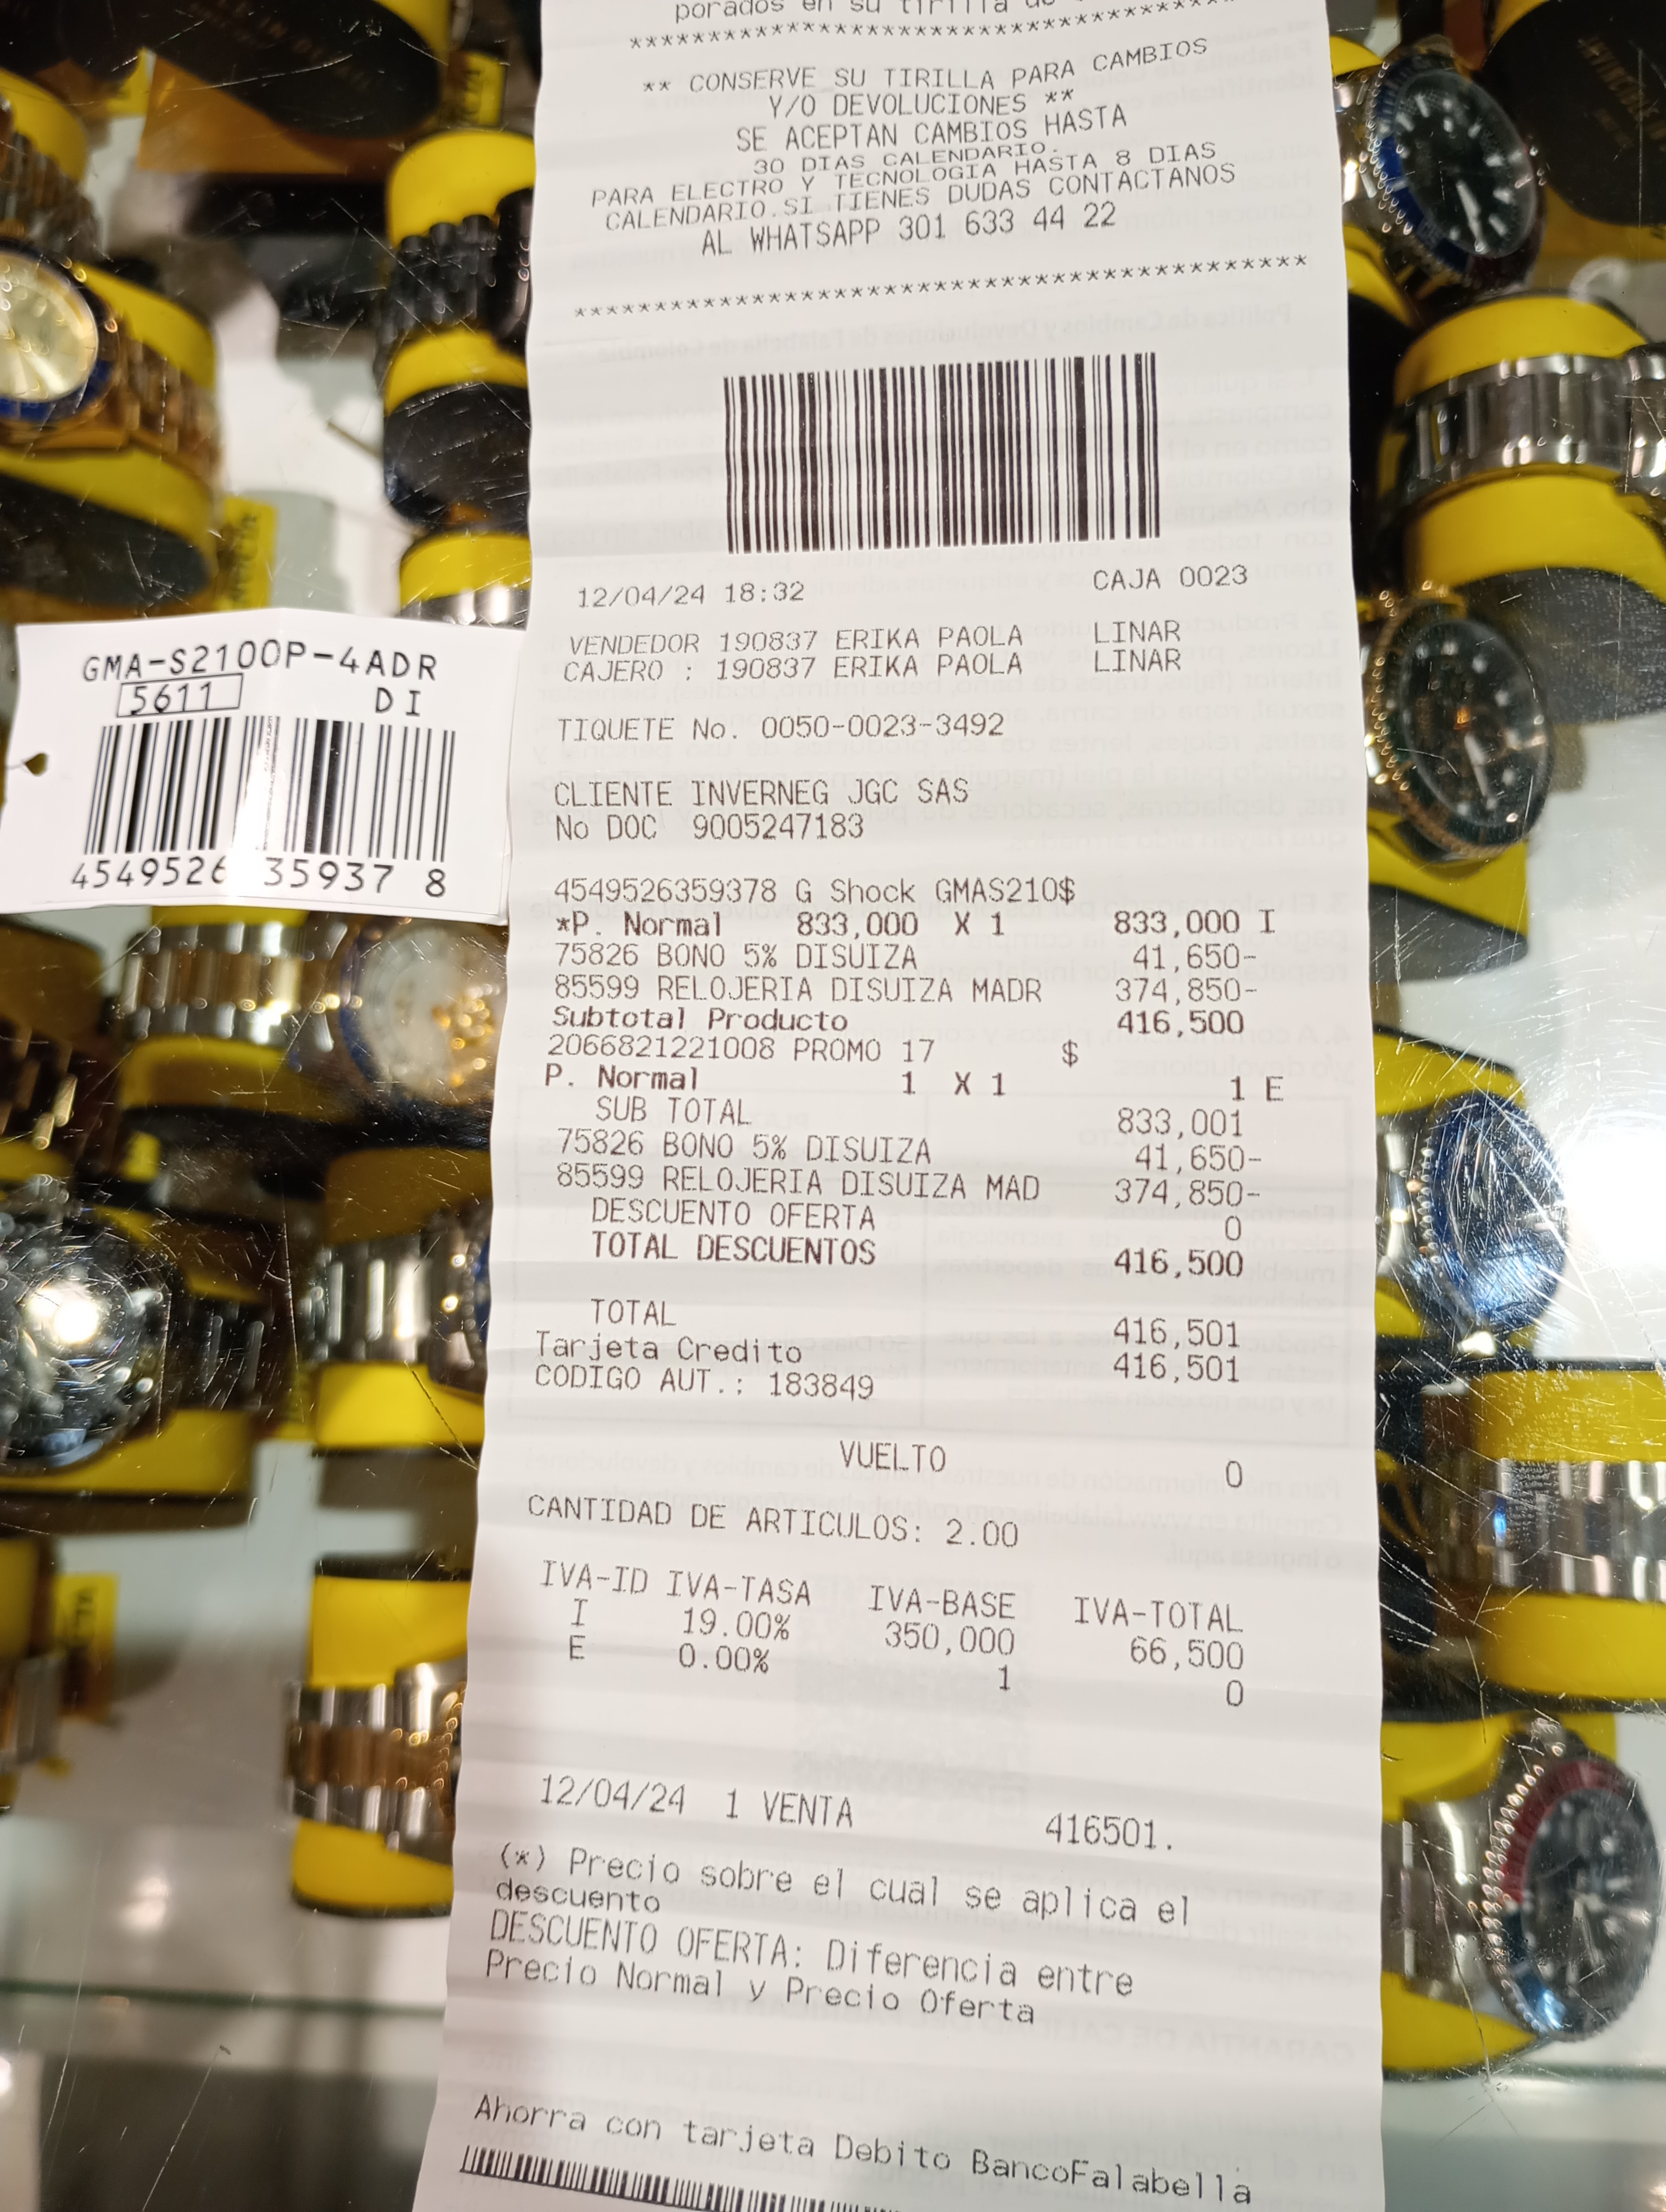 porados en su tirilla de
****************************************
** CONSERVE SU TIRILLA PARA CAMBIOS
Y/O DEVOLUCIONES **
SE ACEPTAN CAMBIOS HASTA
30 DIAS CALENDARIO.
PARA ELECTRO Y TECNOLOGIA HASTA 8 DIAS
CALENDARIO.SI TIENES DUDAS CONTACTANOS
AL WHATSAPP 301 633 44 22
****************************************
12/04/24 18:32 CAJA 0023
VENDEDOR 190837 ERIKA PAOLA LINAR
CAJERO : 190837 ERIKA PAOLA LINAR
TIQUETE No. 0050-0023-3492
CLIENTE INVERNEG JGC SAS
No DOC 9005247183
4549526359378 G Shock GMAS210$
*P. Normal 833,000 X 1 833,000 I
75826 BONO 5% DISUIZA 41,650-
85599 RELOJERIA DISUIZA MADR 374,850-
Subtotal Producto 416,500
2066821221008 PROMO 17 $
P. Normal 1 X 1 1 E
SUB TOTAL 833,001
75826 BONO 5% DISUIZA 41,650-
85599 RELOJERIA DISUIZA MAD 374,850-
DESCUENTO OFERTA 0
TOTAL DESCUENTOS 416,500
TOTAL 416,501
Tarjeta Credito 416,501
CODIGO AUT.: 183849
VUELTO 0
CANTIDAD DE ARTICULOS: 2.00
IVA-ID IVA-TASA IVA-BASE IVA-TOTAL
I 19.00% 350,000 66,500
E 0.00% 1 0
12/04/24 1 VENTA 416501.
(*) Precio sobre el cual se aplica el
descuento
DESCUENTO OFERTA: Diferencia entre
Precio Normal y Precio Oferta
Ahorra con tarjeta Debito BancoFalabella
GMA-S2100P-4ADR
5611 DI
4549526 35937 8